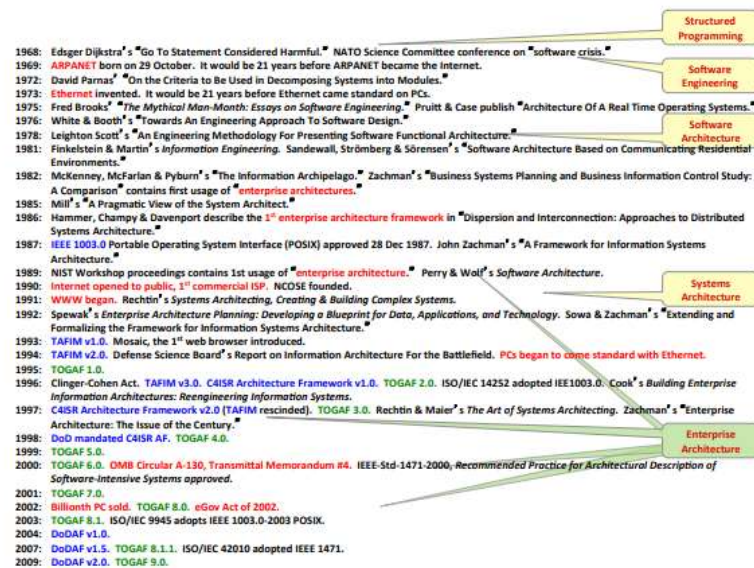 Structured
Programming
1968: Edsger Dijkstra's "Go To Statement Considered Harmful." NATO Science Committee conference on "software crisis."
1969: ARPANET born on 29 October. It would be 21 years before ARPANET became the Internet.
Software
Engineering
1972: David Parnas' "On the Criteria to Be Used in Decomposing Systems into Modules."
1973: Ethernet invented. It would be 21 years before Ethernet came standard on PCs.
1975: Fred Brooks' "The Mythical Man-Month: Essays on Software Engineering." Pruitt & Case publish "Architecture Of A Real Time Operating Systems."
1976: White & Booth's "Towards An Engineering Approach To Software Design."
Software
Architecture
1978: Leighton Scott's "An Engineering Methodology For Presenting Software Functional Architecture."
1981: Finkelstein & Martin's Information Engineering. Sandewall, Strömberg & Sörensen's "Software Architecture Based on Communicating Residential
Environments."
1982: McKenney, McFarlan & Pyburn's "The Information Archipelago." Zachman's "Business Systems Planning and Business Information Control Study:
A Comparison" contains first usage of "enterprise architectures."
1985: Mill's "A Pragmatic View of the System Architect."
1986: Hammer, Champy & Davenport describe the 1st enterprise architecture framework in "Dispersion and Interconnection: Approaches to Distributed
Systems Architecture."
1987: IEEE 1003.0 Portable Operating System Interface (POSIX) approved 28 Dec 1987. John Zachman's "A Framework for Information Systems
Architecture."
1989: NIST Workshop proceedings contains 1st usage of "enterprise architecture." Perry & Wolf's Software Architecture.
1990: Internet opened to public, 1st commercial ISP. NCOSE founded.
Systems
Architecture
1991: WWW began. Rechtin's Systems Architecting, Creating & Building Complex Systems.
1992: Spewak's Enterprise Architecture Planning: Developing a Blueprint for Data, Applications, and Technology. Sowa & Zachman's "Extending and
Formalizing the Framework for Information Systems Architecture."
1993: TAFIM v1.0. Mosaic, the 1st web browser introduced.
1994: TAFIM v2.0. Defense Science Board's Report on Information Architecture For the Battlefield. PCs began to come standard with Ethernet.
1995: TOGAF 1.0.
1996: Clinger-Cohen Act. TAFIM v3.0. C4ISR Architecture Framework v1.0. TOGAF 2.0. ISO/IEC 14252 adopted IEE1003.0. Cook's Building Enterprise
Information Architectures: Reengineering Information Systems.
1997: C4ISR Architecture Framework v2.0 (TAFIM rescinded). TOGAF 3.0. Rechtin & Maier's The Art of Systems Architecting. Zachman's "Enterprise
Architecture: The Issue of the Century."
1998: DoD mandated C4ISR AF. TOGAF 4.0.
Enterprise
Architecture
1999: TOGAF 5.0.
2000: TOGAF 6.0. OMB Circular A-130, Transmittal Memorandum #4. IEEE-Std-1471-2000, Recommended Practice for Architectural Description of
Software-Intensive Systems approved.
2001: TOGAF 7.0.
2002: Billionth PC sold. TOGAF 8.0. eGov Act of 2002.
2003: TOGAF 8.1. ISO/IEC 9945 adopts IEEE 1003.0-2003 POSIX.
2004: DoDAF v1.0.
2007: DoDAF v1.5. TOGAF 8.1.1. ISO/IEC 42010 adopted IEEE 1471.
2009: DoDAF v2.0. TOGAF 9.0.